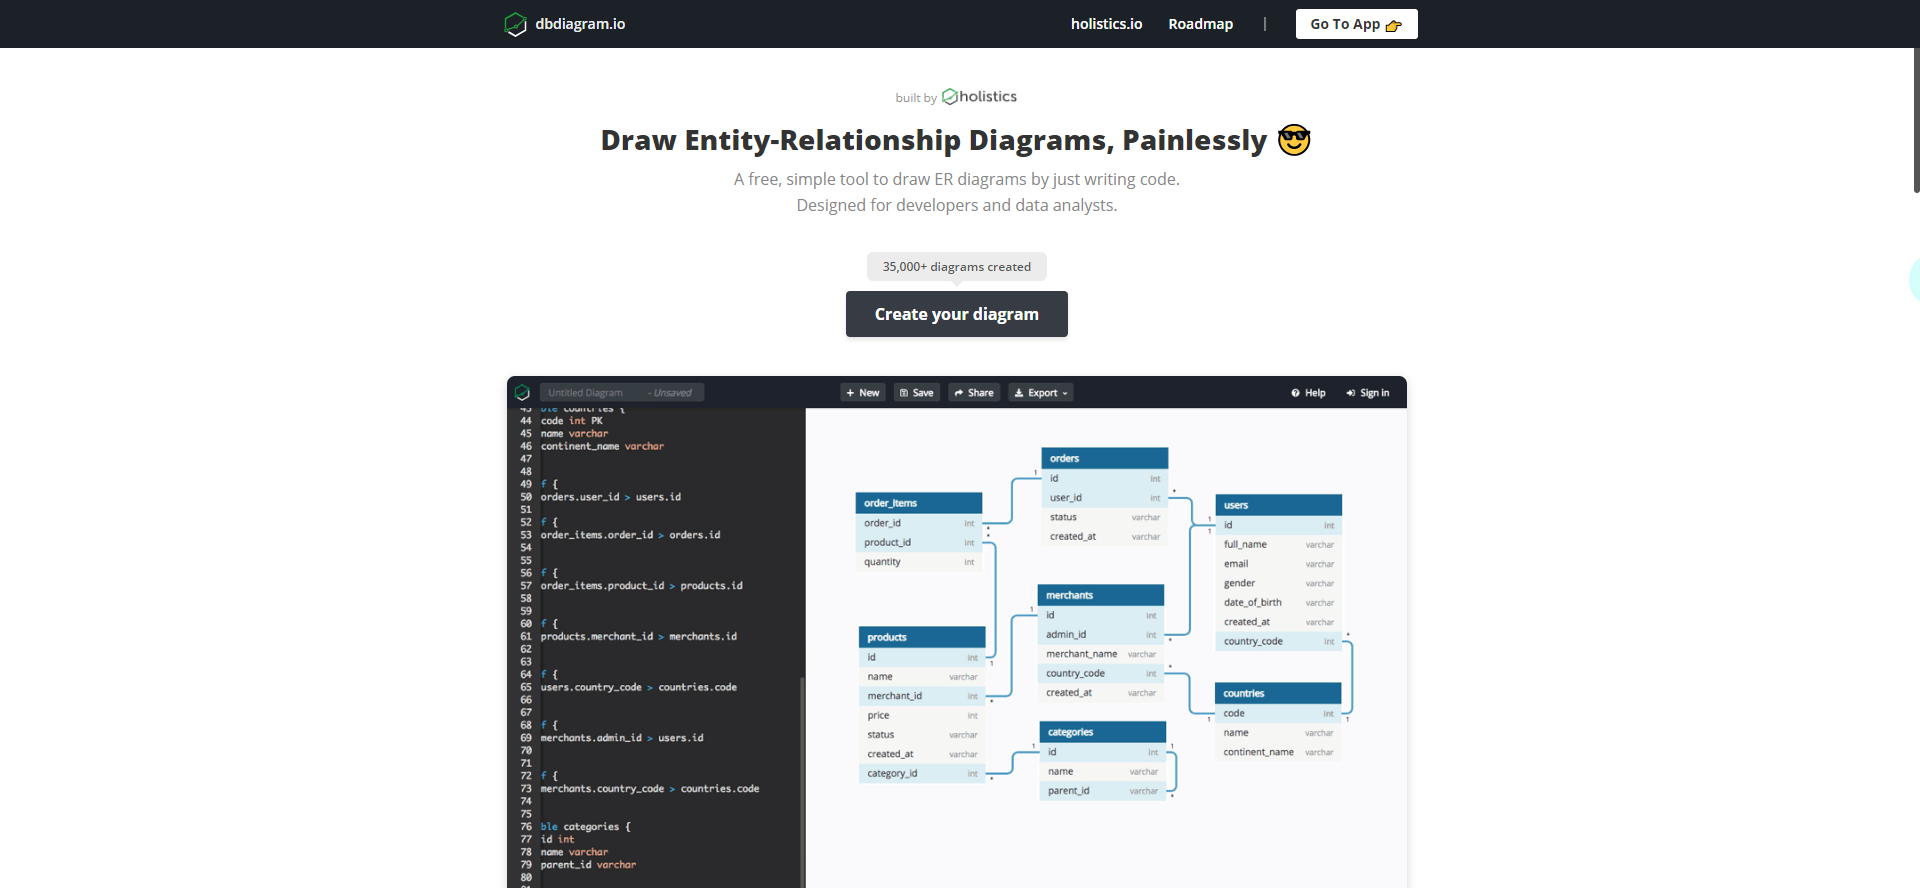 dbdiagram.io
holistics.io Roadmap | Go To App
built by holistics
Draw Entity-Relationship Diagrams, Painlessly
A free, simple tool to draw ER diagrams by just writing code.
Designed for developers and data analysts.
35,000+ diagrams created
Create your diagram
Untitled Diagram - Unsaved
+ New Save Share Export
Help Sign in
43 ble countries {
44 code int PK
45 name varchar
46 continent_name varchar
47
48
49 f {
50 orders.user_id > users.id
51
52 f {
53 order_items.order_id > orders.id
54
55
56 f {
57 order_items.product_id > products.id
58
59
60 f {
61 products.merchant_id > merchants.id
62
63
64 f {
65 users.country_code > countries.code
66
67
68 f {
69 merchants.admin_id > users.id
70
71
72 f {
73 merchants.country_code > countries.code
74
75
76 ble categories {
77 id int
78 name varchar
79 parent_id varchar
80
order_items
order_id int
product_id int
quantity int
orders
id int
user_id int
status varchar
created_at varchar
users
id int
full_name varchar
email varchar
gender varchar
date_of_birth varchar
created_at varchar
country_code int
merchants
id int
admin_id int
merchant_name varchar
country_code int
created_at varchar
products
id int
name varchar
merchant_id int
price int
status varchar
created_at varchar
category_id int
countries
code int
name varchar
continent_name varchar
categories
id int
name varchar
parent_id varchar